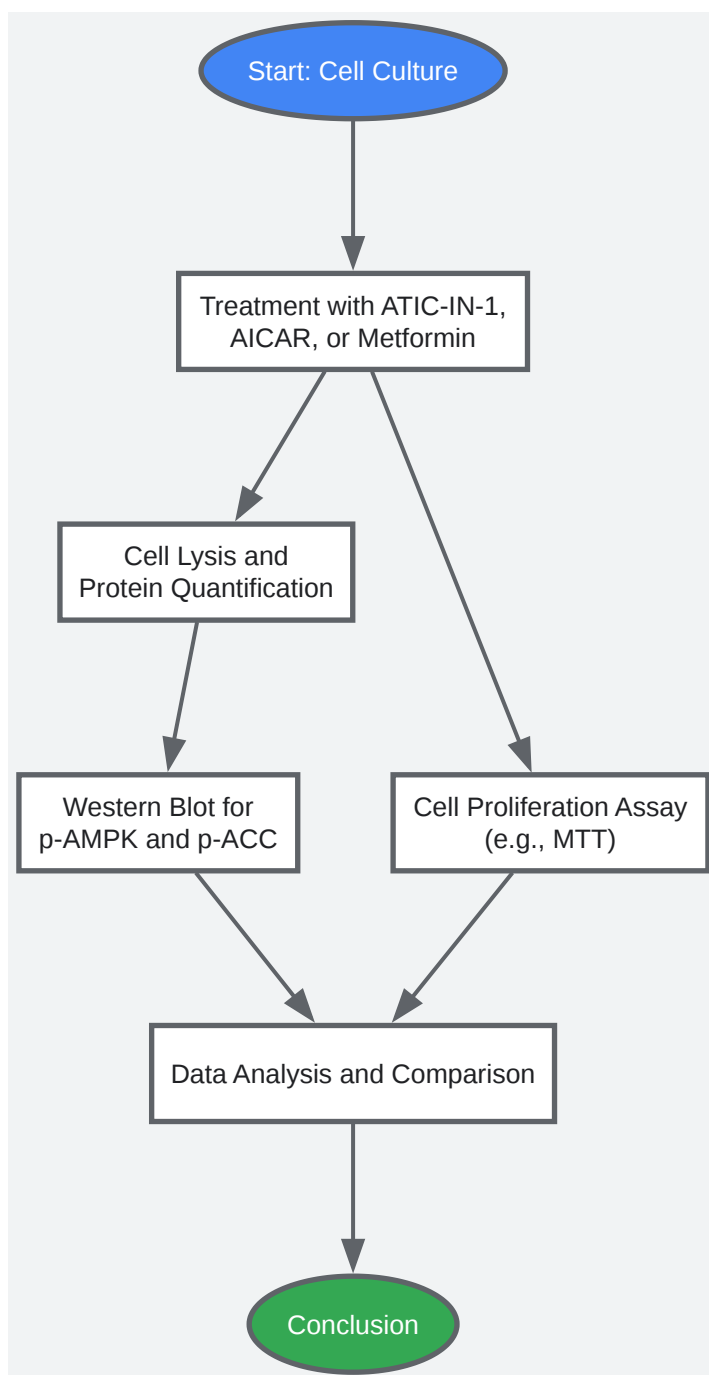 Start: Cell Culture
Treatment with ATIC-IN-1,
AICAR, or Metformin
Cell Lysis and
Protein Quantification
Western Blot for
p-AMPK and p-ACC
Cell Proliferation Assay
(e.g., MTT)
Data Analysis and Comparison
Conclusion